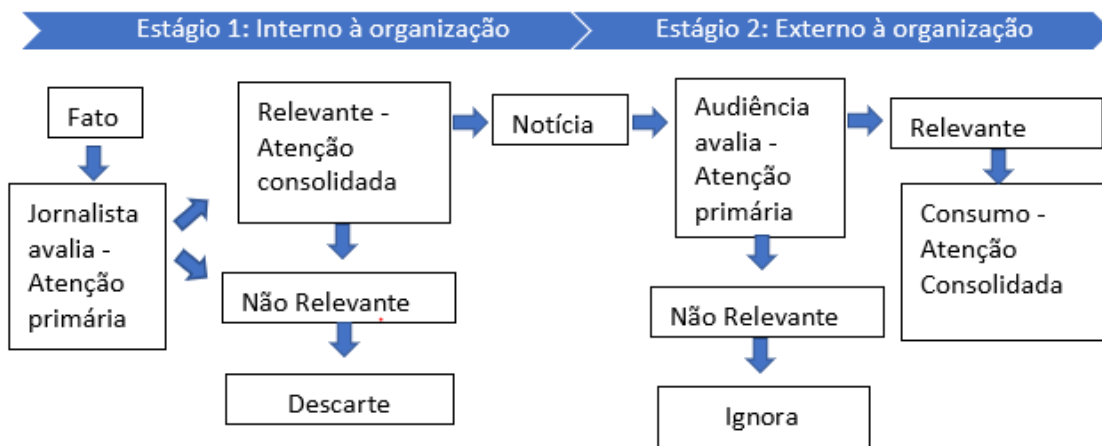 Estágio 1: Interno à organização
Estágio 2: Externo à organização
Fato
Jornalista
avalia -
Atenção
primária
Relevante -
Atenção
consolidada
Não Relevante
Descarte
Notícia
Audiência
avalia -
Atenção
primária
Não Relevante
Ignora
Relevante
Consumo -
Atenção
Consolidada